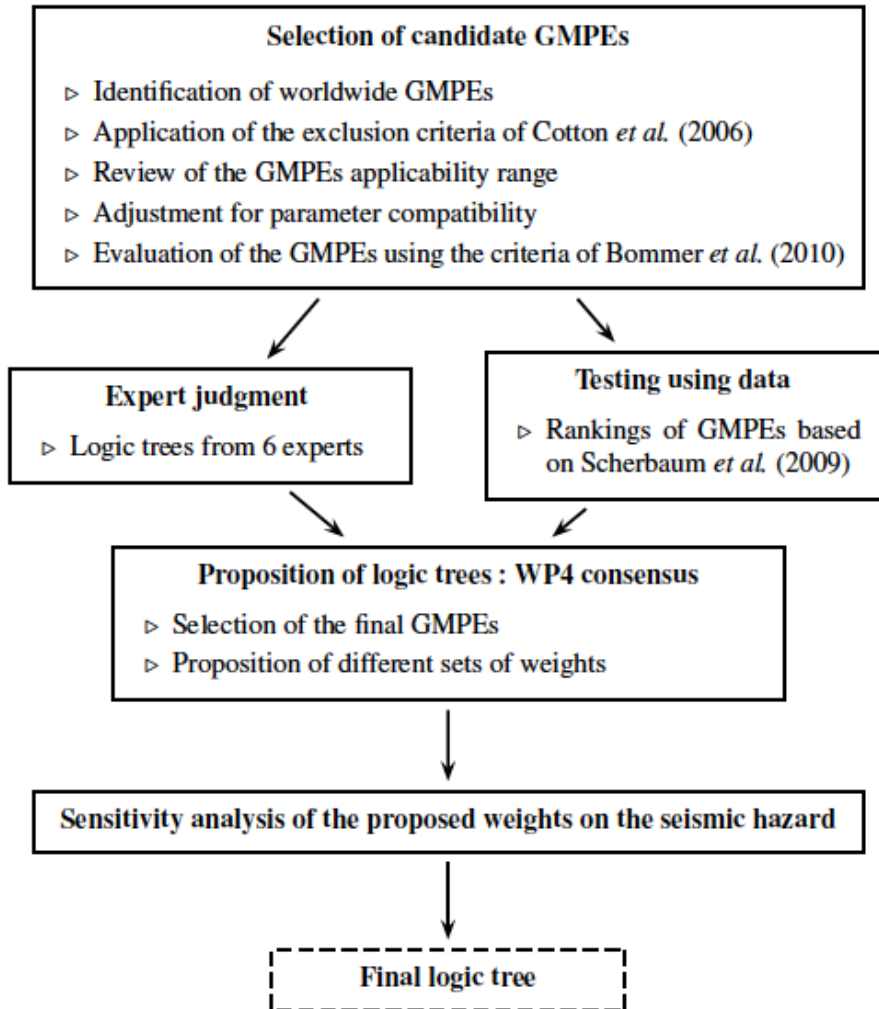 Selection of candidate GMPEs
▷ Identification of worldwide GMPEs
▷ Application of the exclusion criteria of Cotton et al. (2006)
▷ Review of the GMPEs applicability range
▷ Adjustment for parameter compatibility
▷ Evaluation of the GMPEs using the criteria of Bommer et al. (2010)
Expert judgment
▷ Logic trees from 6 experts
Testing using data
▷ Rankings of GMPEs based
on Scherbaum et al. (2009)
Proposition of logic trees : WP4 consensus
▷ Selection of the final GMPEs
▷ Proposition of different sets of weights
Sensitivity analysis of the proposed weights on the seismic hazard
Final logic tree